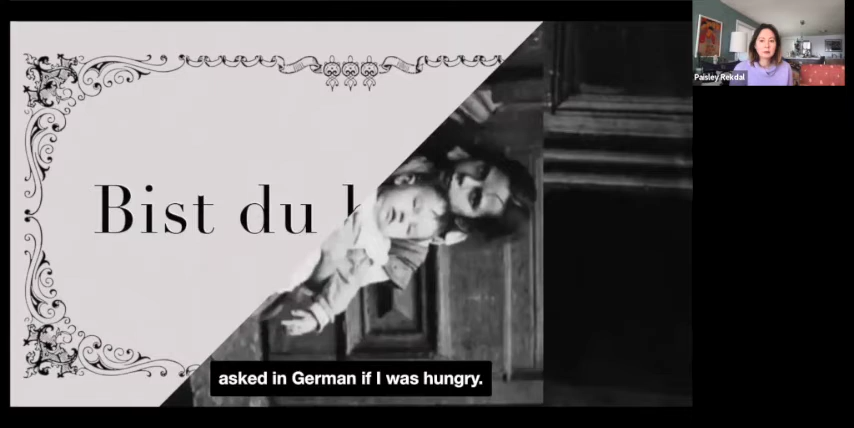 Bist du
asked in German if I was hungry.
Paisley Rekdal